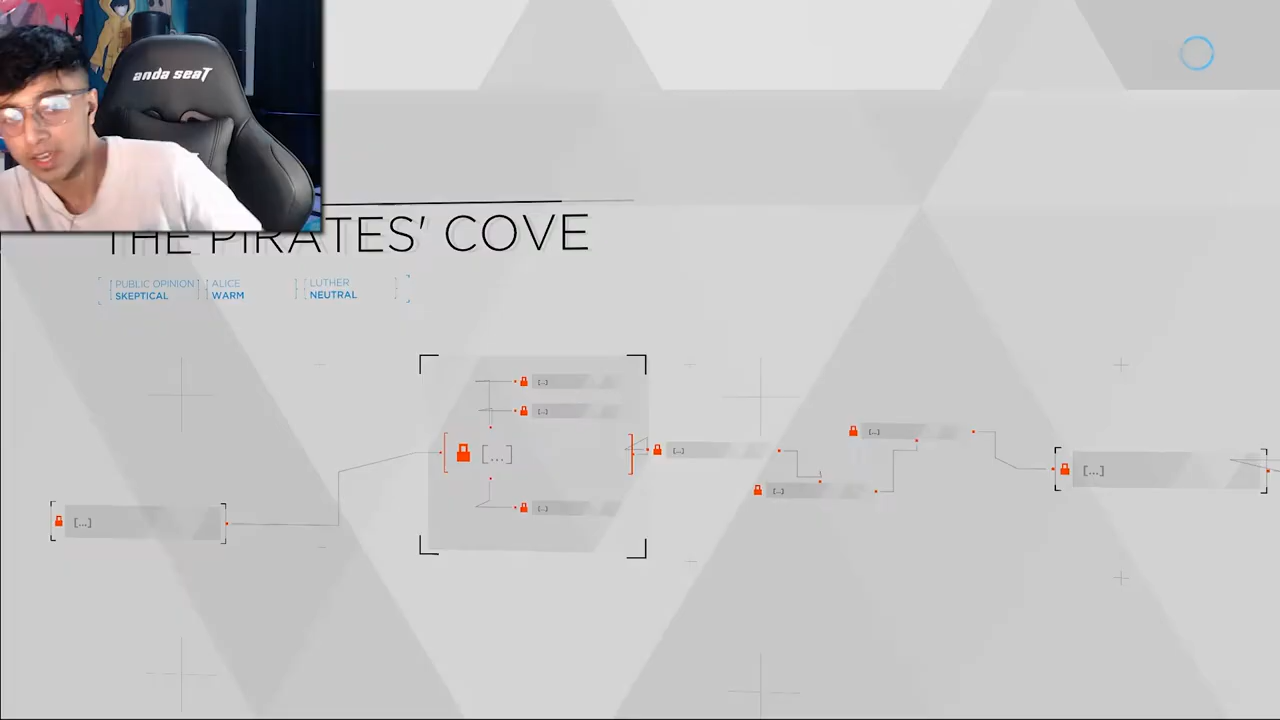 anda seaT
THE PIRATES' COVE
PUBLIC OPINION ALICE LUTHER
SKEPTICAL WARM NEUTRAL
[...]
[...]
[...]
[...]
[...]
[...]
[...]
[...]
[...]